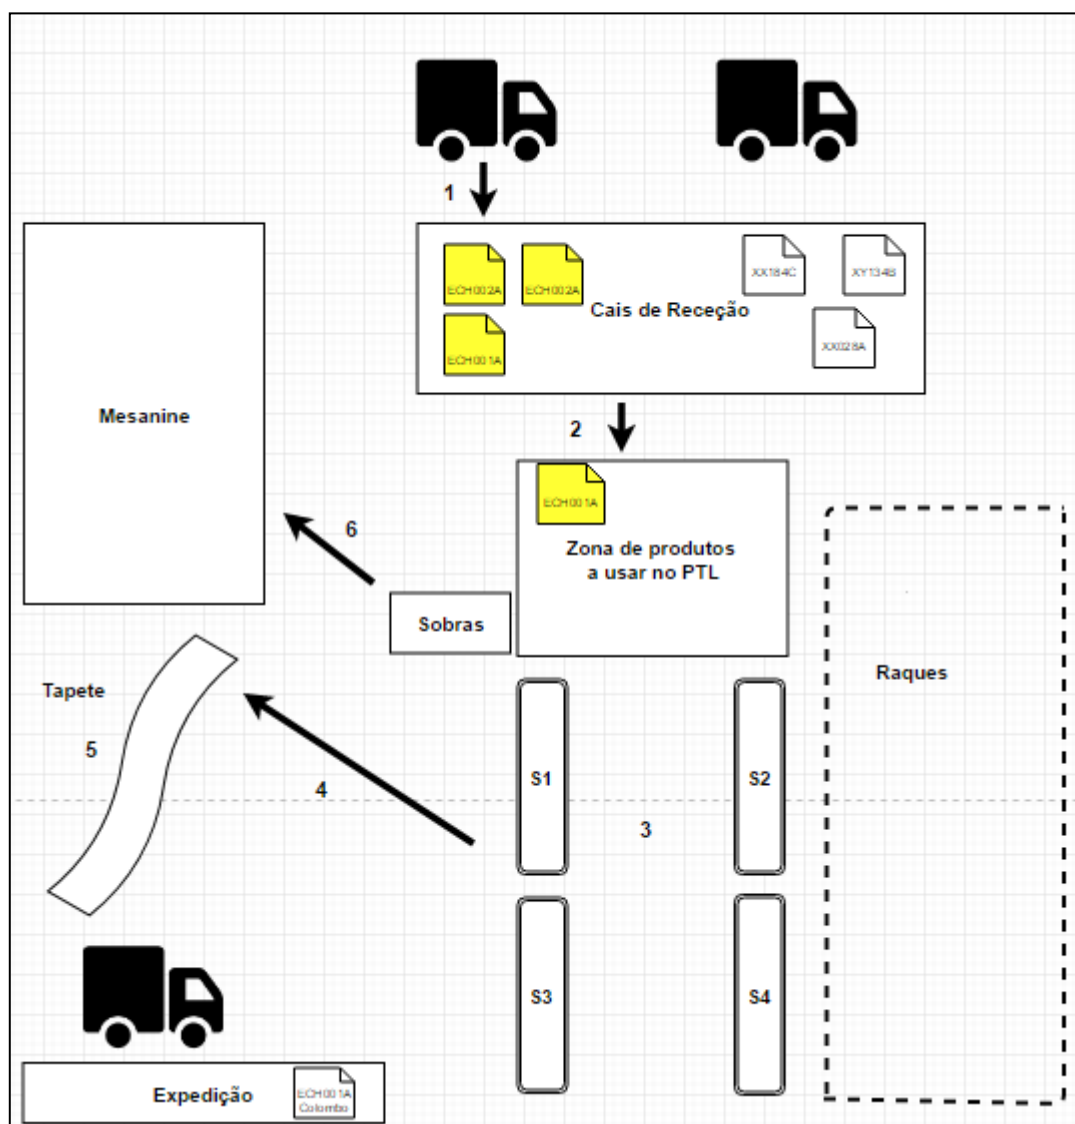 1
ECH002A
ECH002A
XX184C
XY134B
Cais de Receção
ECH001A
XX028A
2
Mesanine
ECH001A
6
Zona de produtos
a usar no PTL
Sobras
Raques
Tapete
5
S1
S2
4
3
S3
S4
Expedição
ECH001A
Colombo